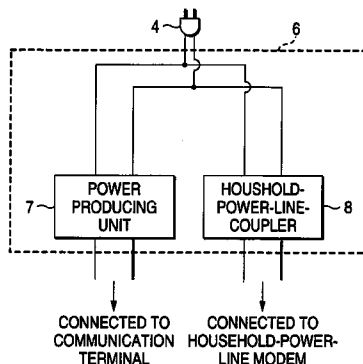 4
6
POWER
PRODUCING
UNIT
7
HOUSHOLD-
POWER-LINE-
COUPLER
8
CONNECTED TO
COMMUNICATION
TERMINAL
CONNECTED TO
HOUSEHOLD-POWER-
LINE MODEM